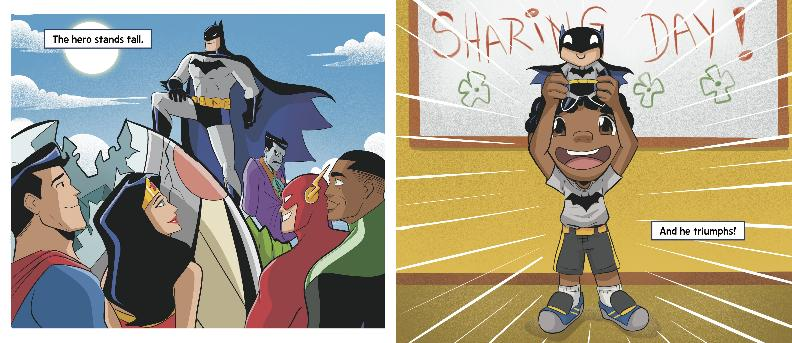 The hero stands tall.
SHARING DAY!
And he triumphs!